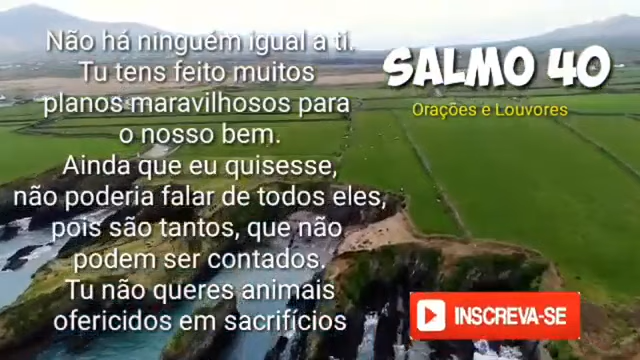 Não há ninguém igual a ti.
Tu tens feito muitos
planos maravilhosos para
o nosso bem.
Ainda que eu quisesse,
não poderia falar de todos eles,
pois são tantos, que não
podem ser contados.
Tu não queres animais
ofericidos em sacrifícios
SALMO 40
Orações e Louvores
INSCREVA-SE